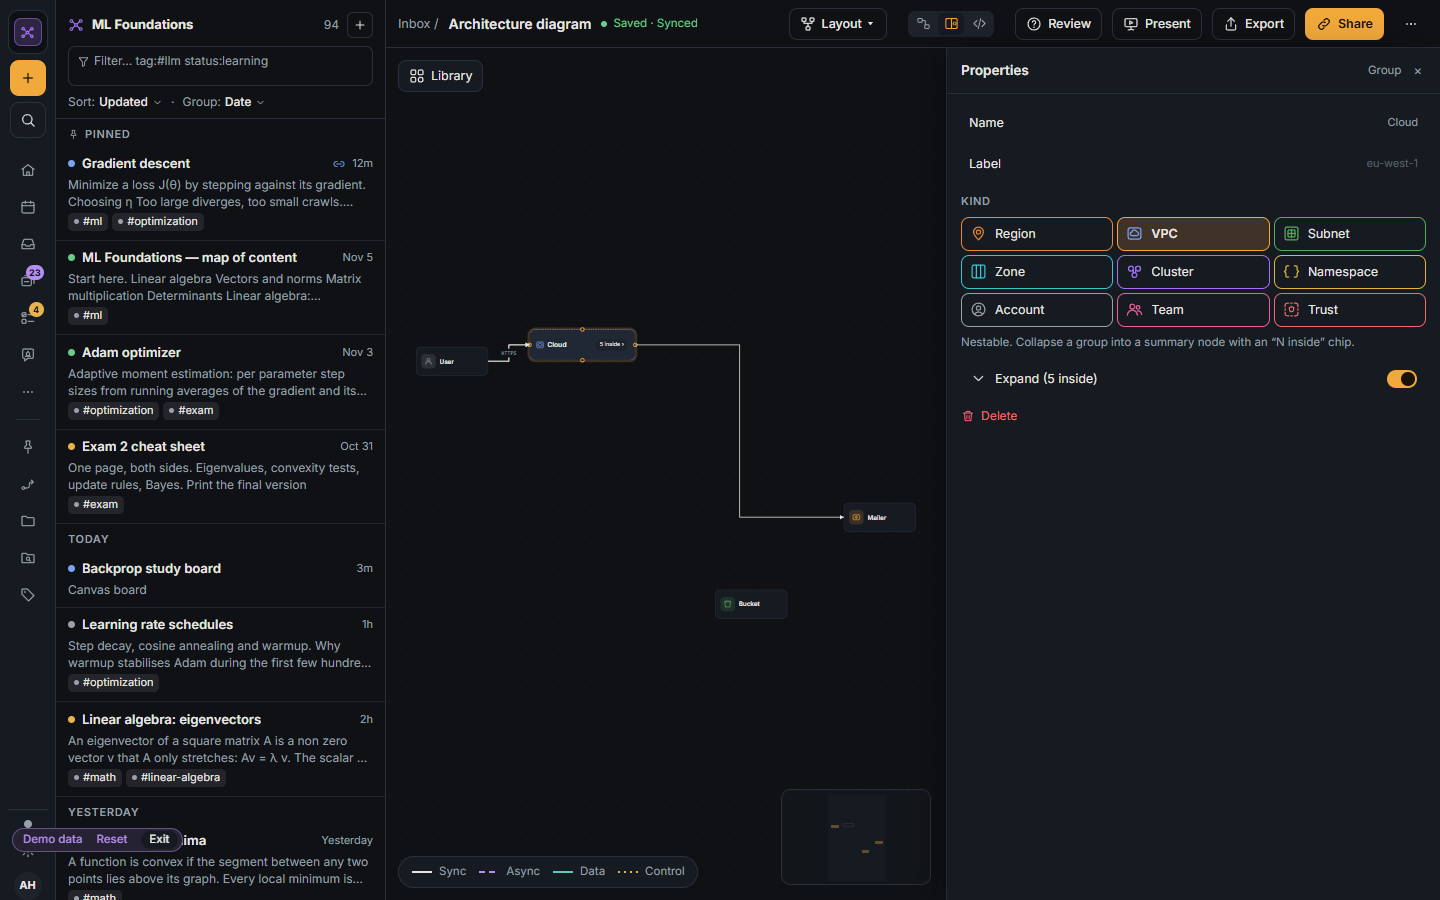 ML Foundations
94
Filter... tag:#llm status:learning
Sort: Updated · Group: Date
PINNED
Gradient descent
12m
Minimize a loss J(θ) by stepping against its gradient.
Choosing η Too large diverges, too small crawls....
#ml #optimization
ML Foundations — map of content
Nov 5
Start here. Linear algebra Vectors and norms Matrix
multiplication Determinants Linear algebra:...
#ml
Adam optimizer
Nov 3
Adaptive moment estimation: per parameter step
sizes from running averages of the gradient and its...
#optimization #exam
Exam 2 cheat sheet
Oct 31
One page, both sides. Eigenvalues, convexity tests,
update rules, Bayes. Print the final version
#exam
TODAY
Backprop study board
3m
Canvas board
Learning rate schedules
1h
Step decay, cosine annealing and warmup. Why
warmup stabilises Adam during the first few hundre...
#optimization
Linear algebra: eigenvectors
2h
An eigenvector of a square matrix A is a non zero
vector v that A only stretches: Av = λ v. The scalar ...
#math #linear-algebra
YESTERDAY
ima
Yesterday
A function is convex if the segment between any two
points lies above its graph. Every local minimum is...
#math
23
4
Demo data Reset Exit
AH
Inbox / Architecture diagram
Saved · Synced
Layout
Review
Present
Export
Share
Library
User
HTTPS
Cloud
5 inside ›
Mailer
Bucket
Sync Async Data Control
Properties
Group ×
Name
Cloud
Label
eu-west-1
KIND
Region VPC Subnet
Zone Cluster Namespace
Account Team Trust
Nestable. Collapse a group into a summary node with an “N inside” chip.
Expand (5 inside)
Delete